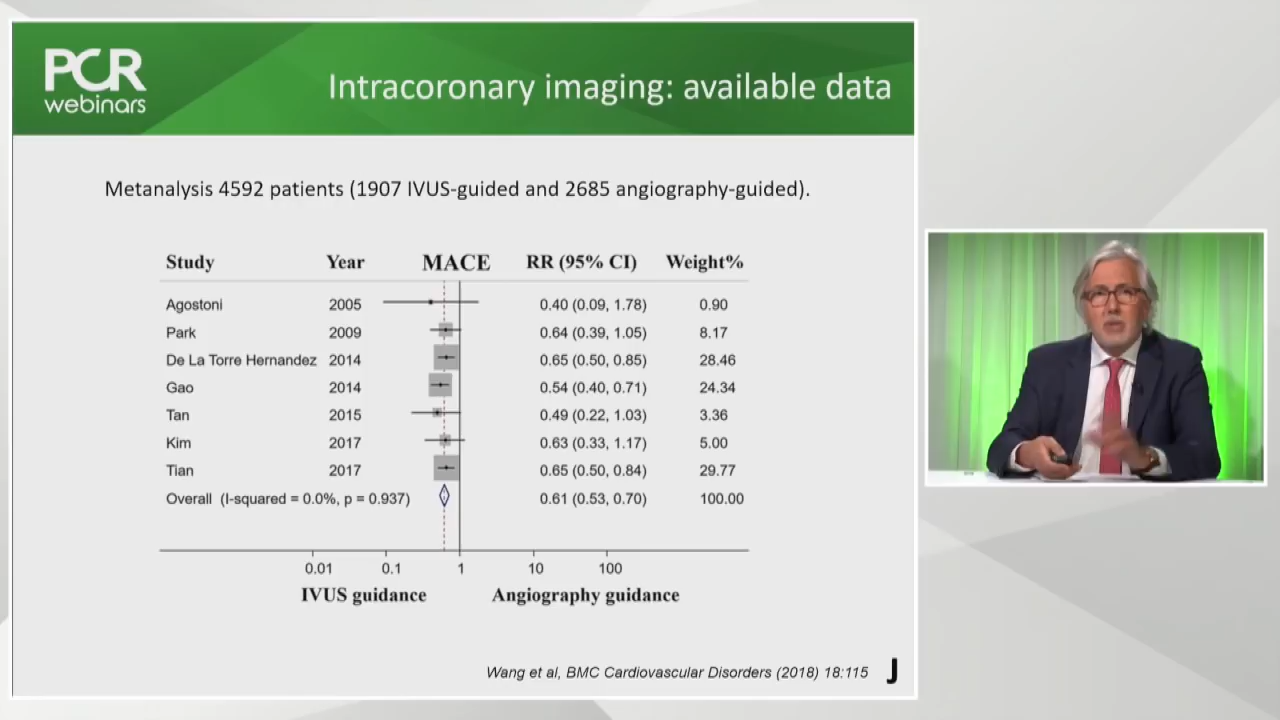 PCR
webinars
Intracoronary imaging: available data
Metanalysis 4592 patients (1907 IVUS-guided and 2685 angiography-guided).
Study Year MACE RR (95% CI) Weight%
Agostoni 2005 0.40 (0.09, 1.78) 0.90
Park 2009 0.64 (0.39, 1.05) 8.17
De La Torre Hernandez 2014 0.65 (0.50, 0.85) 28.46
Gao 2014 0.54 (0.40, 0.71) 24.34
Tan 2015 0.49 (0.22, 1.03) 3.36
Kim 2017 0.63 (0.33, 1.17) 5.00
Tian 2017 0.65 (0.50, 0.84) 29.77
Overall (I-squared = 0.0%, p = 0.937) 0.61 (0.53, 0.70) 100.00
0.01 0.1 1 10 100
IVUS guidance Angiography guidance
Wang et al, BMC Cardiovascular Disorders (2018) 18:115 J